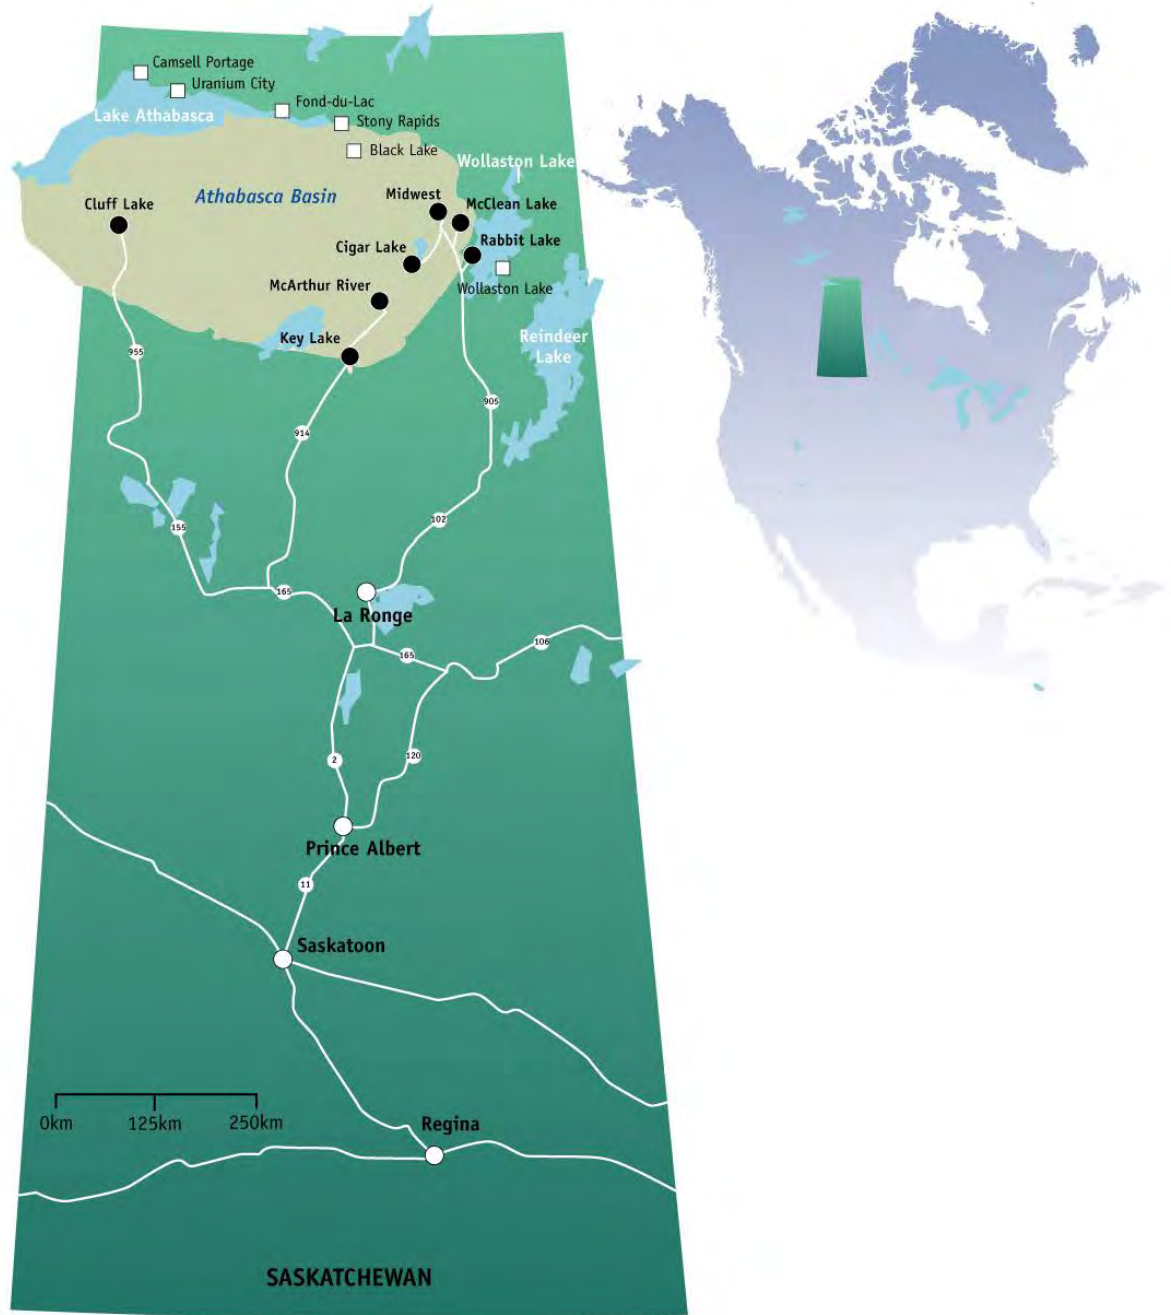 Camsell Portage
Uranium City
Fond-du-Lac
Lake Athabasca
Stony Rapids
Black Lake
Wollaston Lake
Athabasca Basin
Midwest
Cluff Lake
McClean Lake
Rabbit Lake
Cigar Lake
McArthur River
Wollaston Lake
Key Lake
Reindeer
Lake
955
905
914
102
155
165
La Ronge
106
165
2
120
Prince Albert
11
Saskatoon
0km
125km
250km
Regina
SASKATCHEWAN